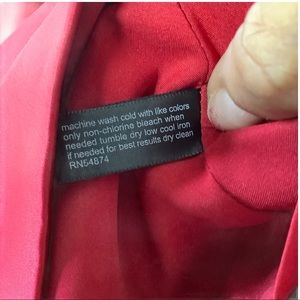 machine wash cold with like colors
only non-chlorine bleach when
needed tumble dry low cool iron
if needed for best results dry clean
RN54874